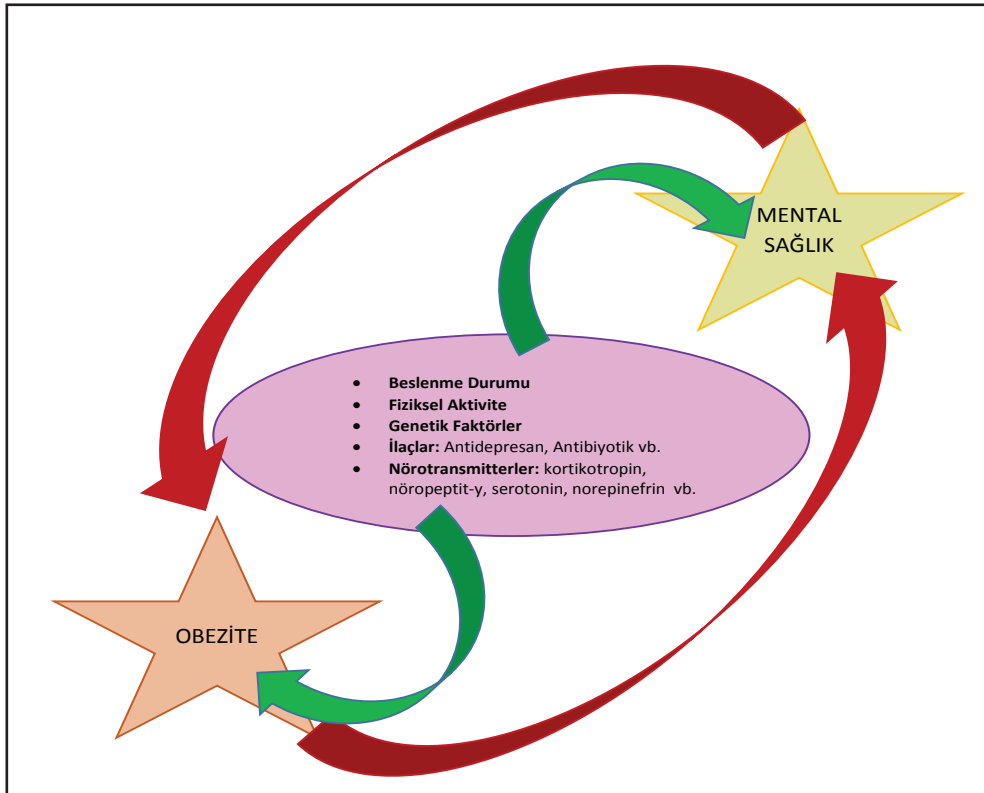 MENTAL
SAĞLIK
• Beslenme Durumu
• Fiziksel Aktivite
• Genetik Faktörler
• İlaçlar: Antidepresan, Antibiyotik vb.
• Nörotransmitterler: kortikotropin,
nöropeptit-y, serotonin, norepinefrin vb.
OBEZİTE